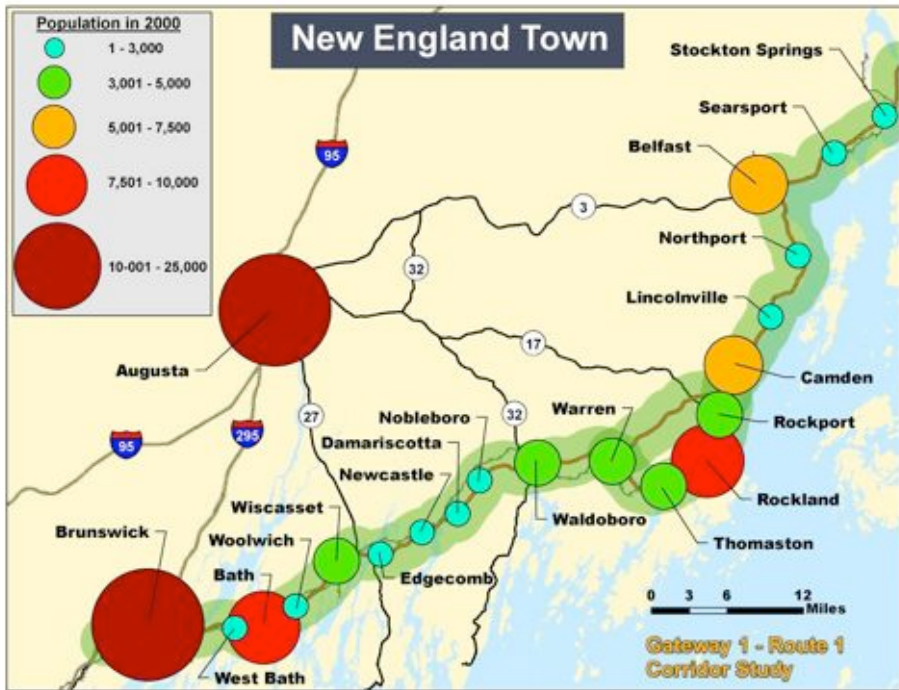 Population in 2000
1 - 3,000
3,001 - 5,000
5,001 - 7,500
7,501 - 10,000
10-001 - 25,000
New England Town
Stockton Springs
Searsport
Belfast
95
3
Northport
32
Lincolnville
17
Augusta
Camden
27
32
Warren
Rockport
Nobleboro
95
295
Damariscotta
Newcastle
Rockland
Wiscasset
Waldoboro
Brunswick
Woolwich
Thomaston
Bath
Edgecomb
0 3 6 12
Miles
West Bath
Gateway 1 - Route 1
Corridor Study